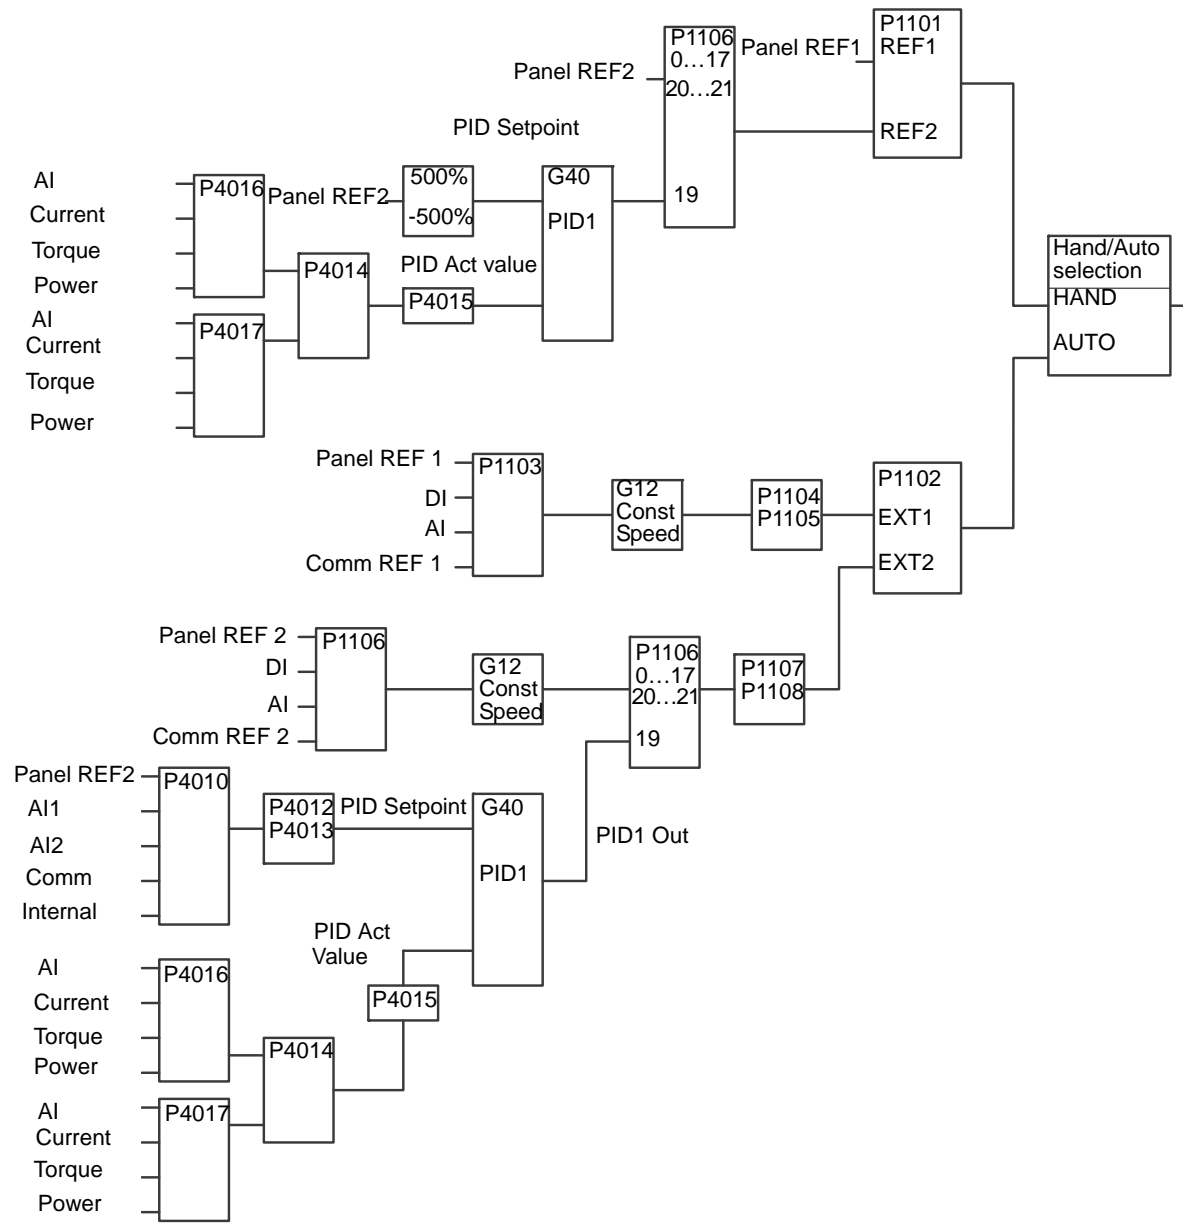 P1101
REF1
REF2
Panel REF1
P1106
0…17
20…21
19
Panel REF2
PID Setpoint
AI
Current
Torque
Power
P4016
Panel REF2
500%
-500%
G40
PID1
PID Act value
P4014
P4015
AI
Current
Torque
Power
P4017
Hand/Auto
selection
HAND
AUTO
Panel REF 1
DI
AI
Comm REF 1
P1103
G12
Const
Speed
P1104
P1105
P1102
EXT1
EXT2
Panel REF 2
DI
AI
Comm REF 2
P1106
G12
Const
Speed
P1106
0…17
20…21
19
P1107
P1108
Panel REF2
AI1
AI2
Comm
Internal
P4010
P4012
P4013
PID Setpoint
G40
PID1
PID1 Out
PID Act
Value
P4015
AI
Current
Torque
Power
P4016
P4014
AI
Current
Torque
Power
P4017